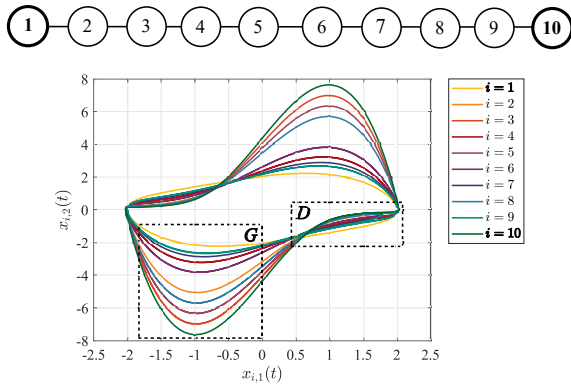 1 2 3 4 5 6 7 8 9 10
8
6
4
2
0
-2
-4
-6
-8
-2.5 -2 -1.5 -1 -0.5 0 0.5 1 1.5 2 2.5
x_{i,1}(t)
x_{i,2}(t)
D
G
i = 1
i = 2
i = 3
i = 4
i = 5
i = 6
i = 7
i = 8
i = 9
i = 10